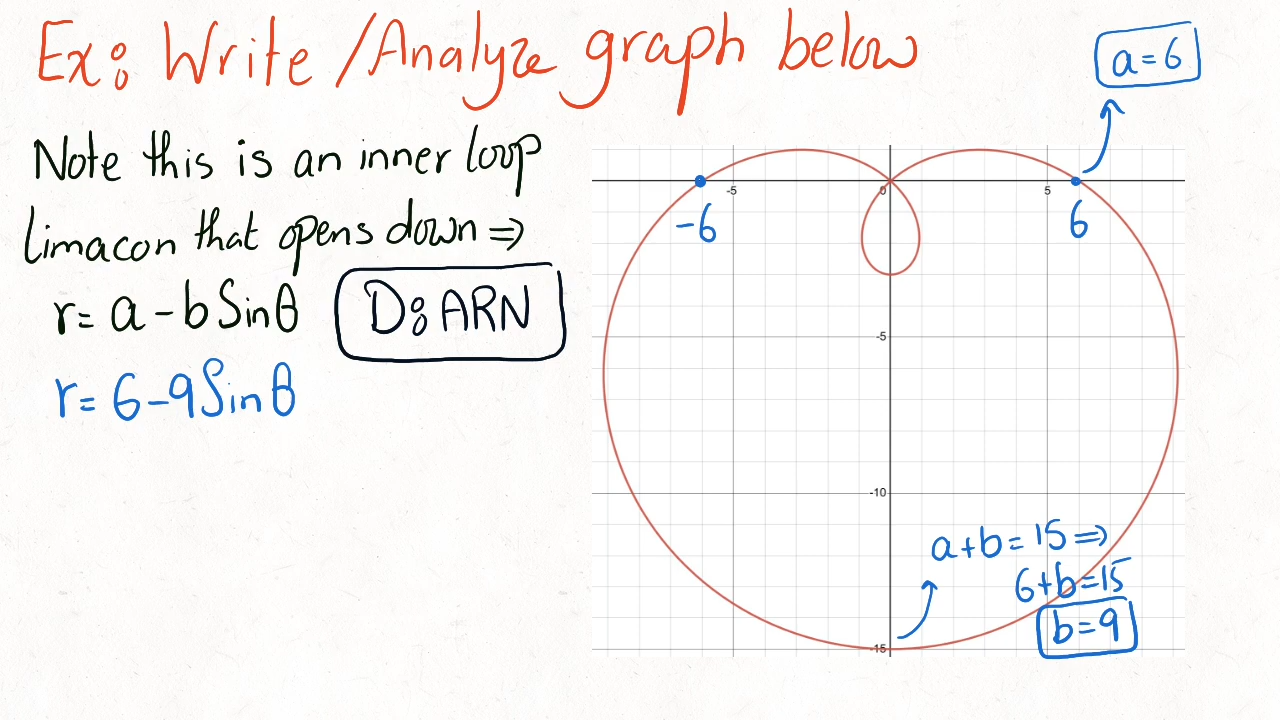 Ex: Write/Analyze graph below
a=6
Note this is an inner loop
limacon that opens down ⇒
r= a-bSinθ
D: ARN
r= 6-9Sinθ
-5
0
5
-6
6
-5
-10
a+b=15⇒
6+b=15
b=9
-15